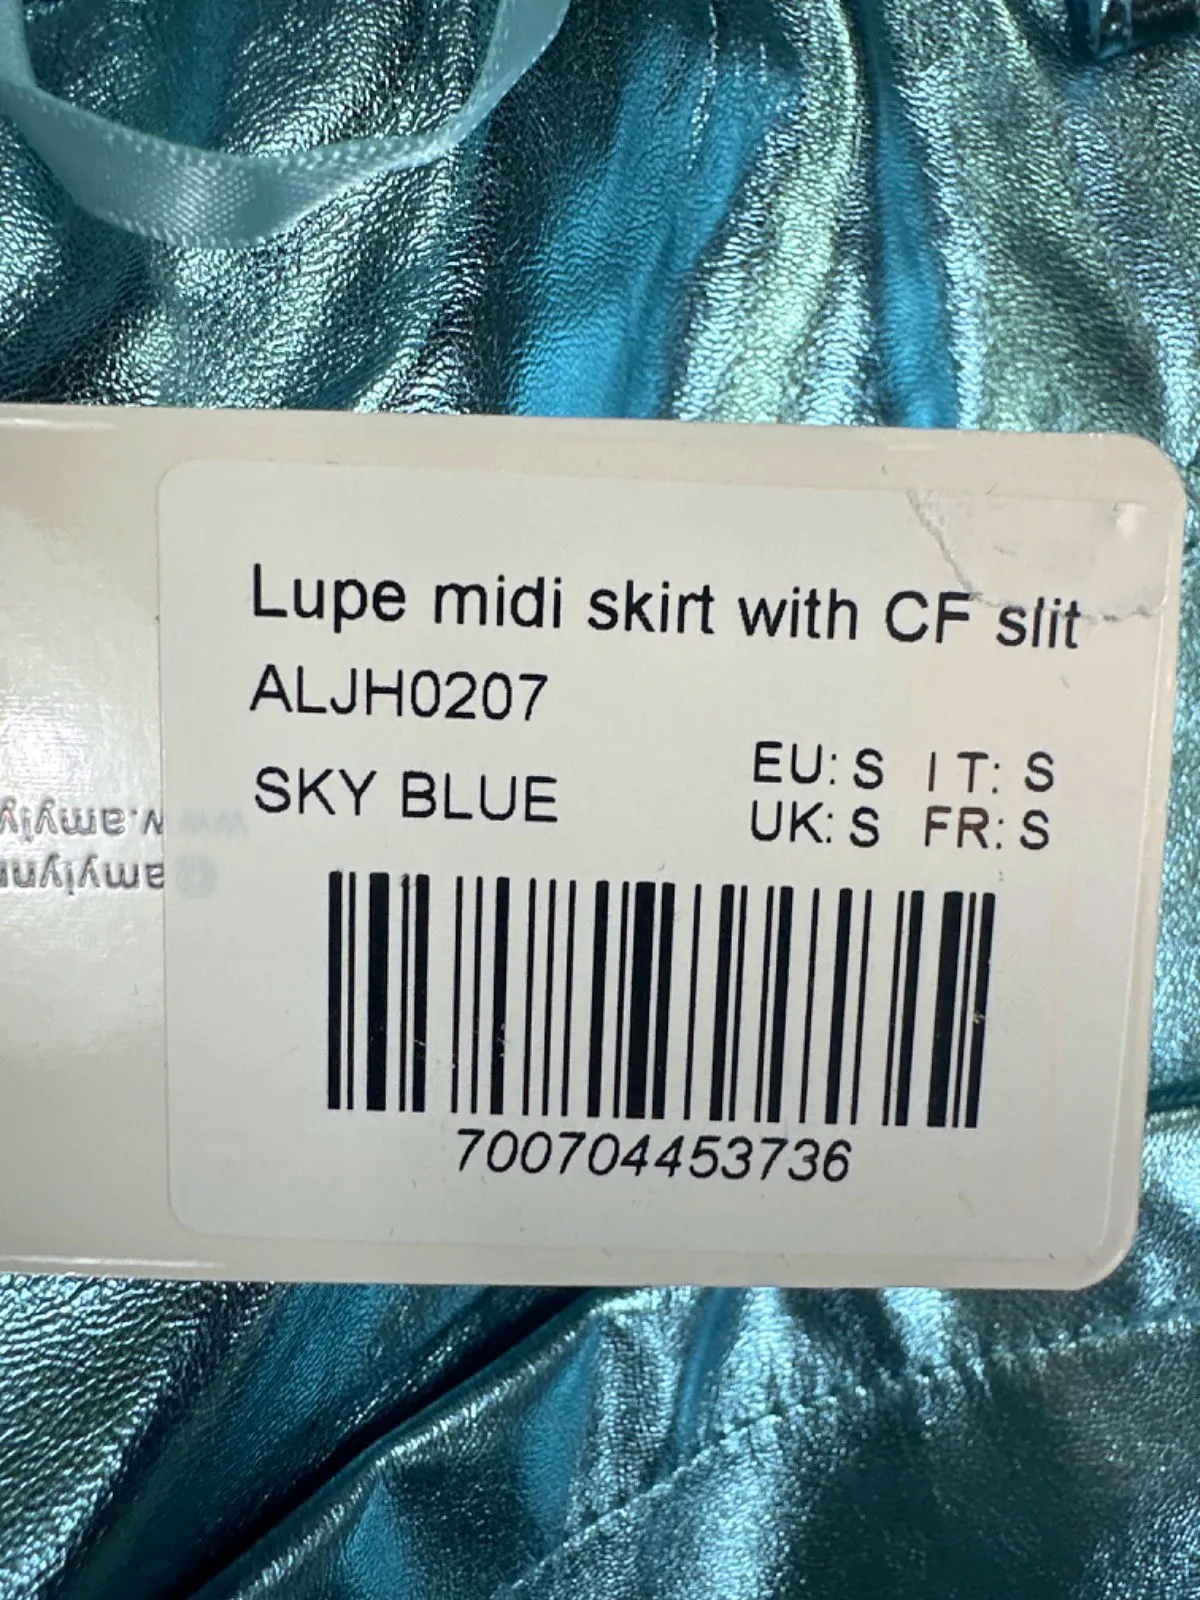 Lupe midi skirt with CF slit
ALJH0207
SKY BLUE
EU: S IT: S
UK: S FR: S
700704453736